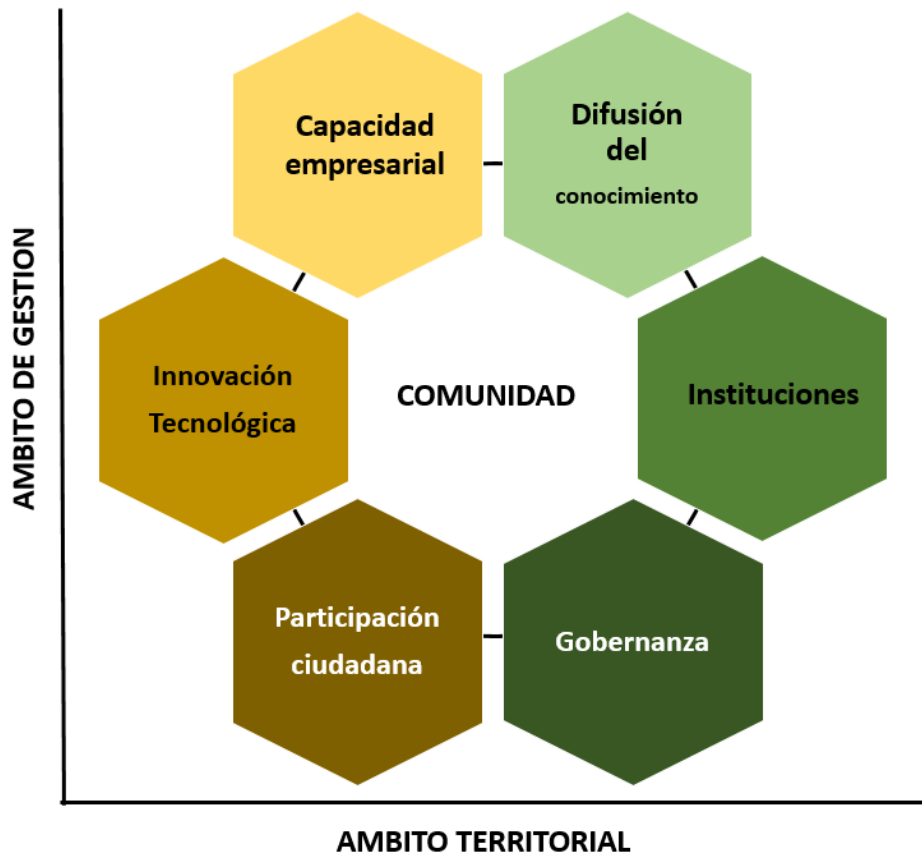 AMBITO DE GESTION
Capacidad
empresarial
Difusión
del
conocimiento
Innovación
Tecnológica
COMUNIDAD
Instituciones
Participación
ciudadana
Gobernanza
AMBITO TERRITORIAL